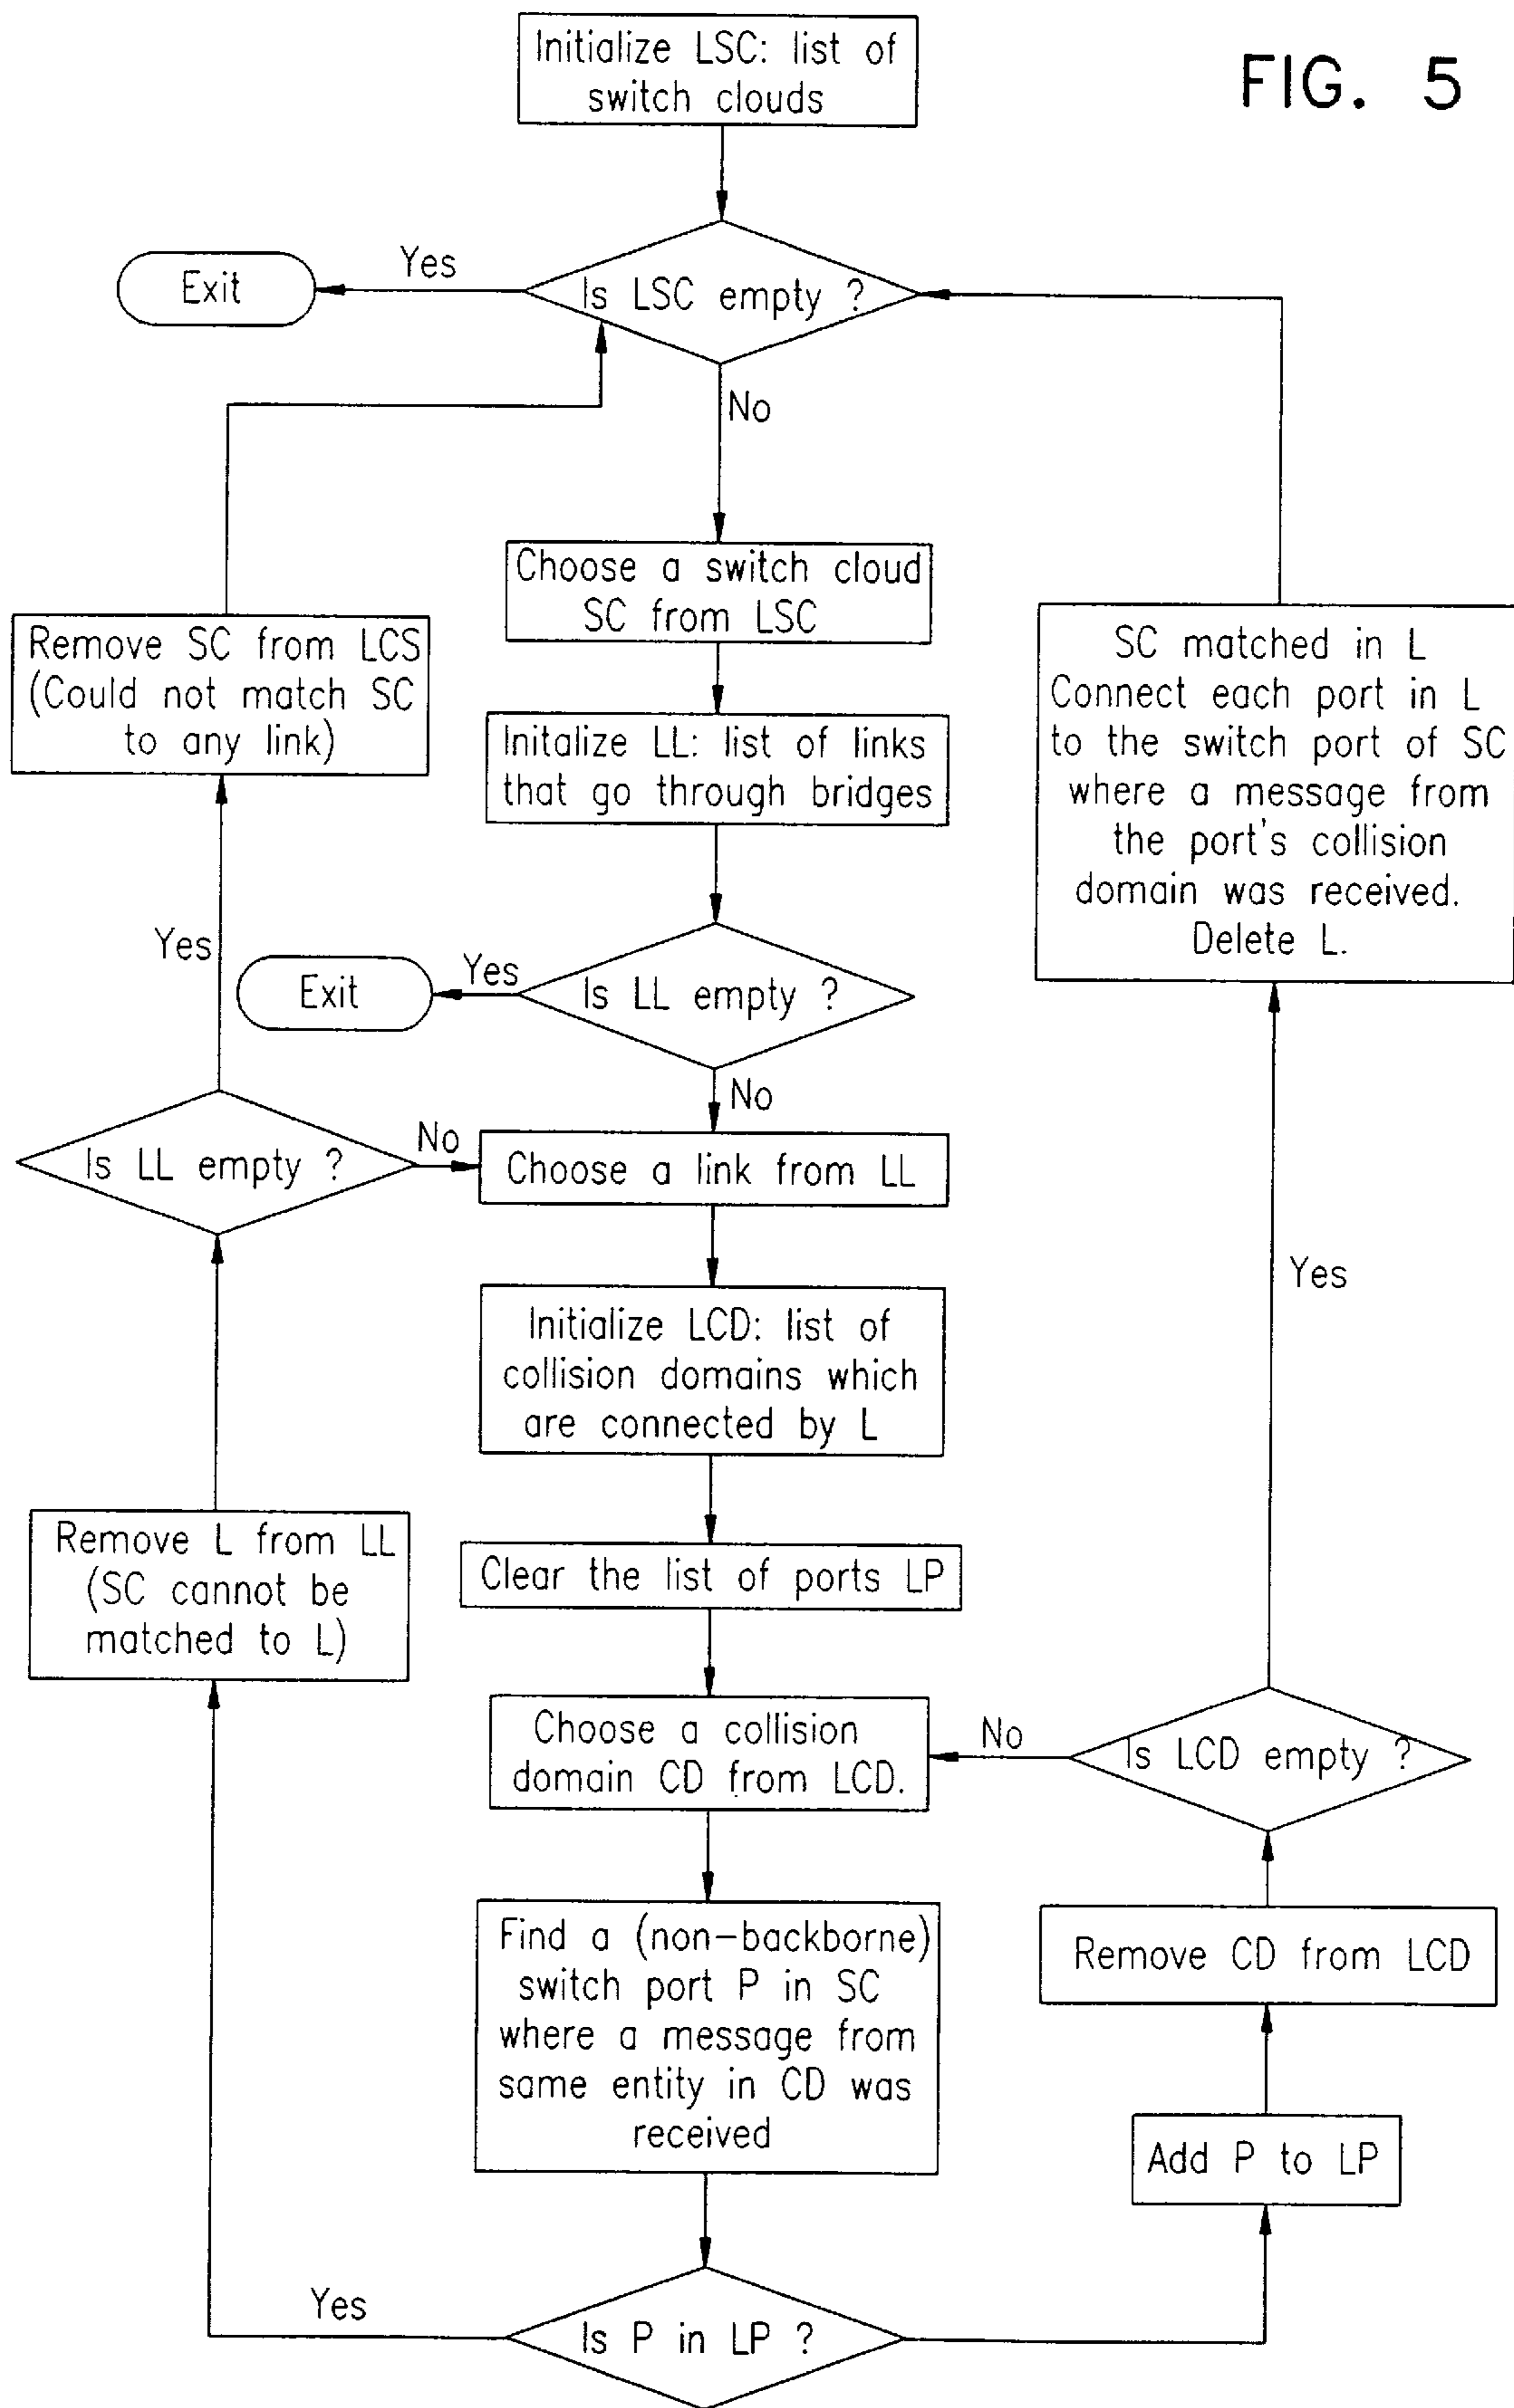 FIG. 5
Initialize LSC: list of
switch clouds
Is LSC empty ?
Yes
Exit
No
Choose a switch cloud
SC from LSC
Remove SC from LCS
(Could not match SC
to any link)
SC matched in L
Connect each port in L
to the switch port of SC
where a message from
the port's collision
domain was received.
Delete L.
Initalize LL: list of links
that go through bridges
Yes
Is LL empty ?
Yes
Exit
No
Is LL empty ?
No
Choose a link from LL
Yes
Initialize LCD: list of
collision domains which
are connected by L
Remove L from LL
(SC cannot be
matched to L)
Clear the list of ports LP
Choose a collision
domain CD from LCD.
No
Is LCD empty ?
Find a (non-backborne)
switch port P in SC
where a message from
same entity in CD was
received
Remove CD from LCD
Add P to LP
Yes
Is P in LP ?